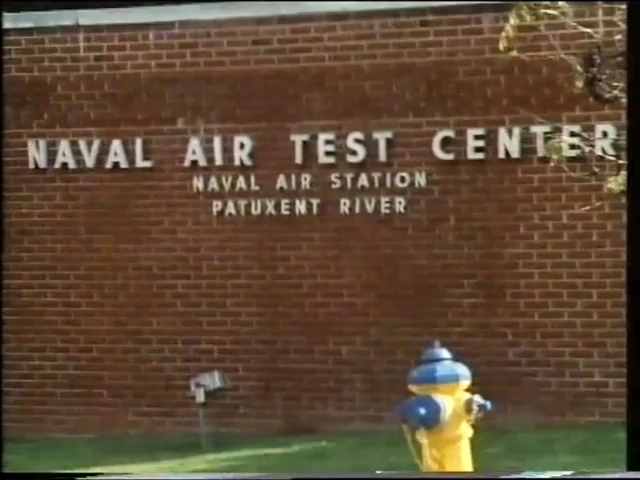 NAVAL AIR TEST CENTER
NAVAL AIR STATION
PATUXENT RIVER